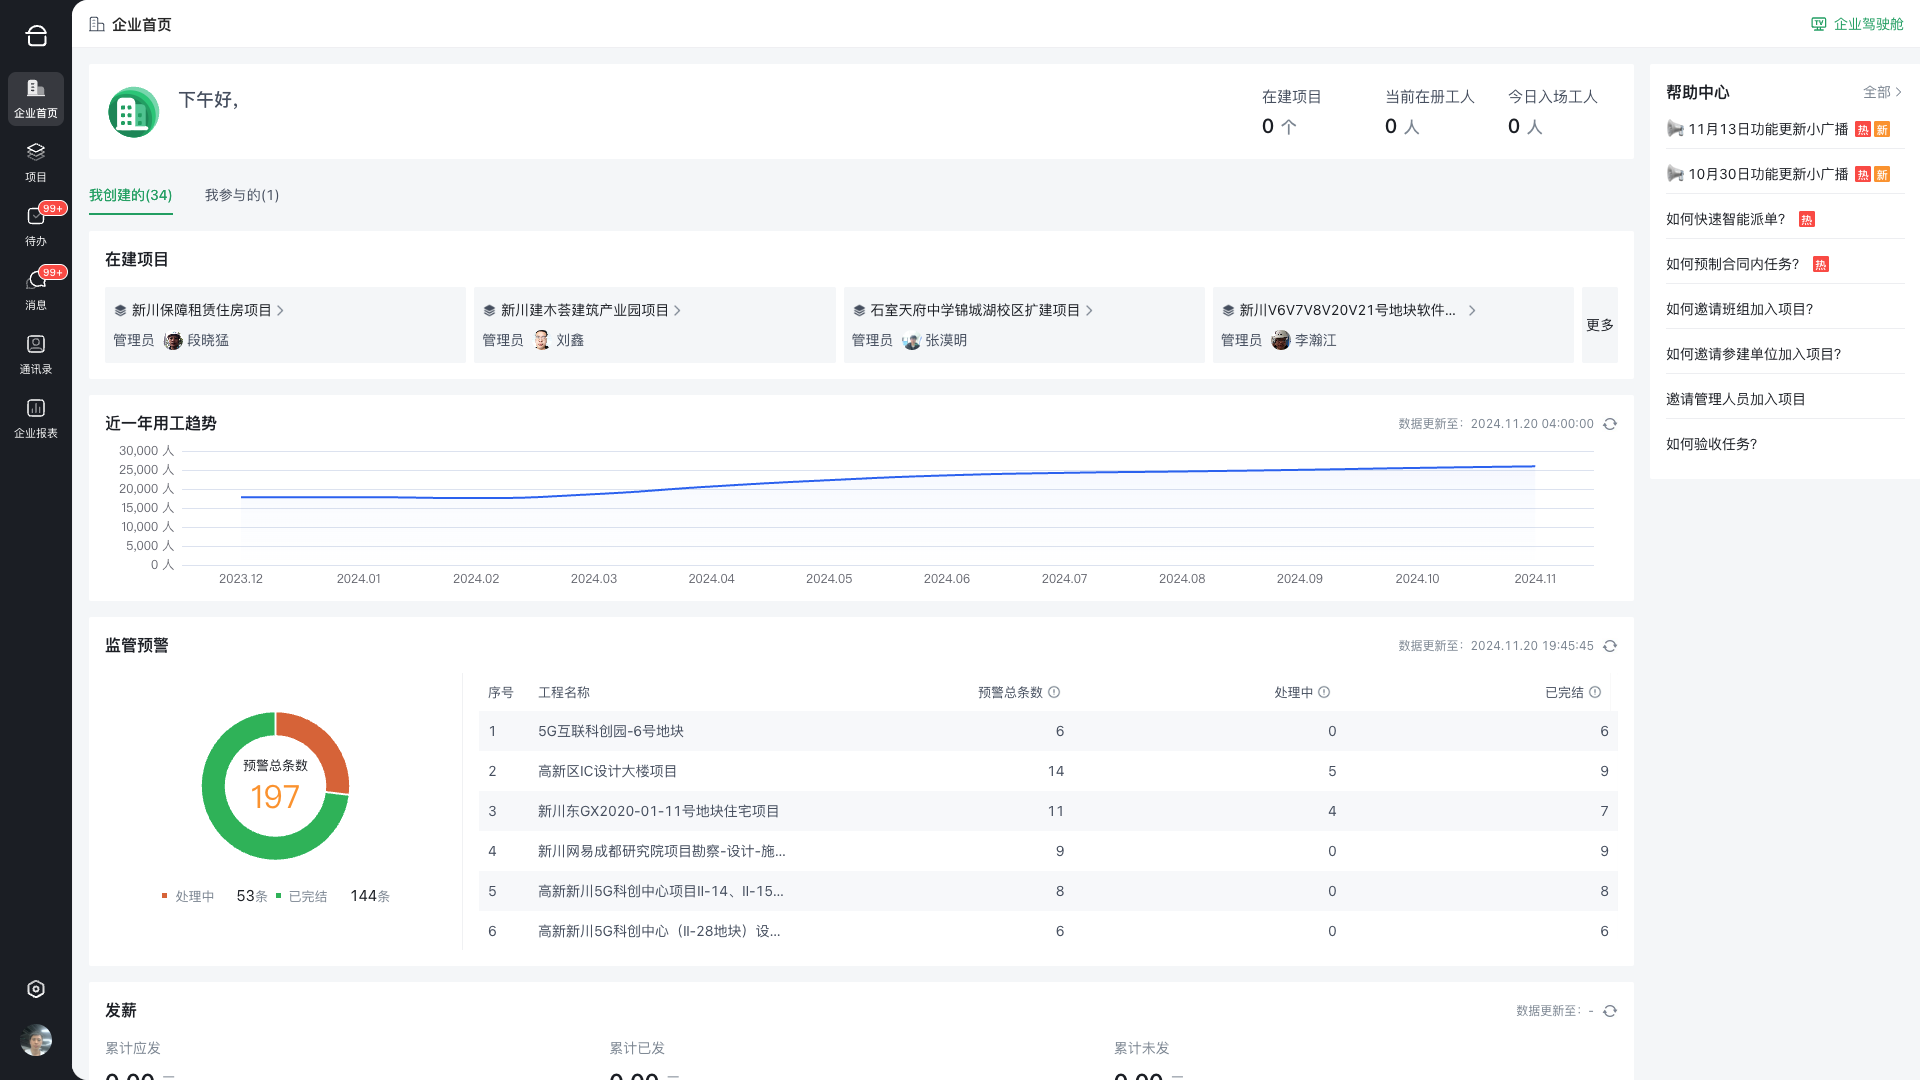 企业首页
企业驾驶舱
企业首页
项目
99+
待办
99+
消息
通讯录
企业报表
下午好,
在建项目
0 个
当前在册工人
0 人
今日入场工人
0 人
我创建的(34)
我参与的(1)
在建项目
新川保障租赁住房项目
管理员 段晓猛
新川建木荟建筑产业园项目
管理员 刘鑫
石室天府中学锦城湖校区扩建项目
管理员 张漠明
新川V6V7V8V20V21号地块软件...
管理员 李瀚江
更多
近一年用工趋势
数据更新至: 2024.11.20 04:00:00
30,000 人
25,000 人
20,000 人
15,000 人
10,000 人
5,000 人
0 人
2023.12 2024.01 2024.02 2024.03 2024.04 2024.05 2024.06 2024.07 2024.08 2024.09 2024.10 2024.11
监管预警
数据更新至: 2024.11.20 19:45:45
预警总条数
197
处理中 53条 已完结 144条
序号 工程名称 预警总条数 处理中 已完结
1 5G互联科创园-6号地块 6 0 6
2 高新区IC设计大楼项目 14 5 9
3 新川东GX2020-01-11号地块住宅项目 11 4 7
4 新川网易成都研究院项目勘察-设计-施... 9 0 9
5 高新新川5G科创中心项目II-14、II-15... 8 0 8
6 高新新川5G科创中心（II-28地块）设... 6 0 6
发薪
数据更新至: -
累计应发
0.00
累计已发
0.00
累计未发
0.00
帮助中心
全部
11月13日功能更新小广播 热 新
10月30日功能更新小广播 热 新
如何快速智能派单? 热
如何预制合同内任务? 热
如何邀请班组加入项目?
如何邀请参建单位加入项目?
邀请管理人员加入项目
如何验收任务?